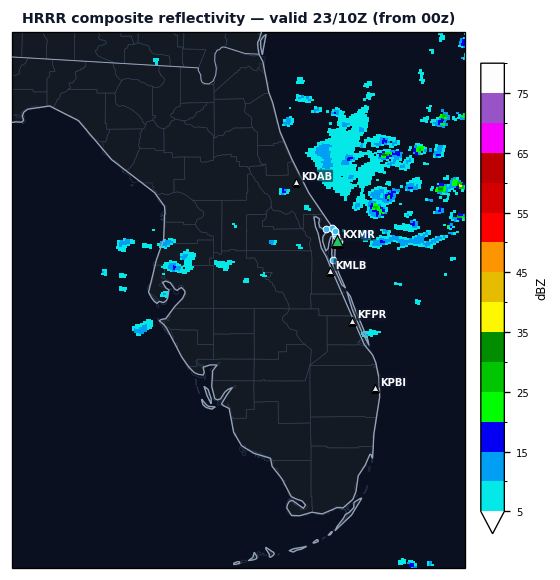 HRRR composite reflectivity — valid 23/10Z (from 00z)
KDAB
KXMR
KMLB
KFPR
KPBI
75
65
55
45
35
25
15
5
dBZ